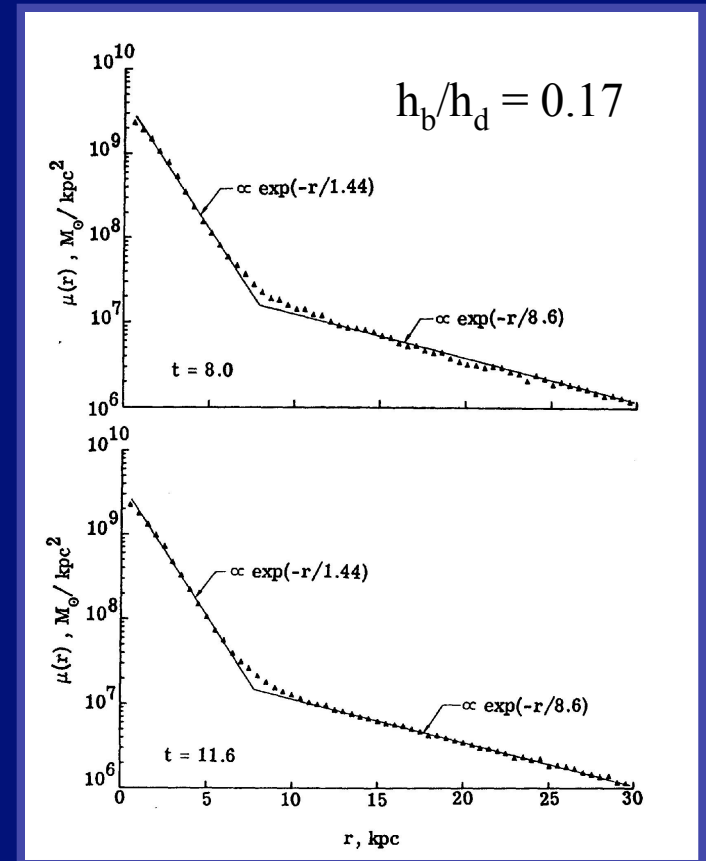 h_b/h_d = 0.17
10^10
10^9
10^8
10^7
10^6
μ(r), M_⊙/kpc^2
∝ exp(-r/1.44)
∝ exp(-r/8.6)
t = 8.0
10^10
10^9
10^8
10^7
10^6
μ(r), M_⊙/kpc^2
∝ exp(-r/1.44)
∝ exp(-r/8.6)
t = 11.6
0 5 10 15 20 25 30
r, kpc